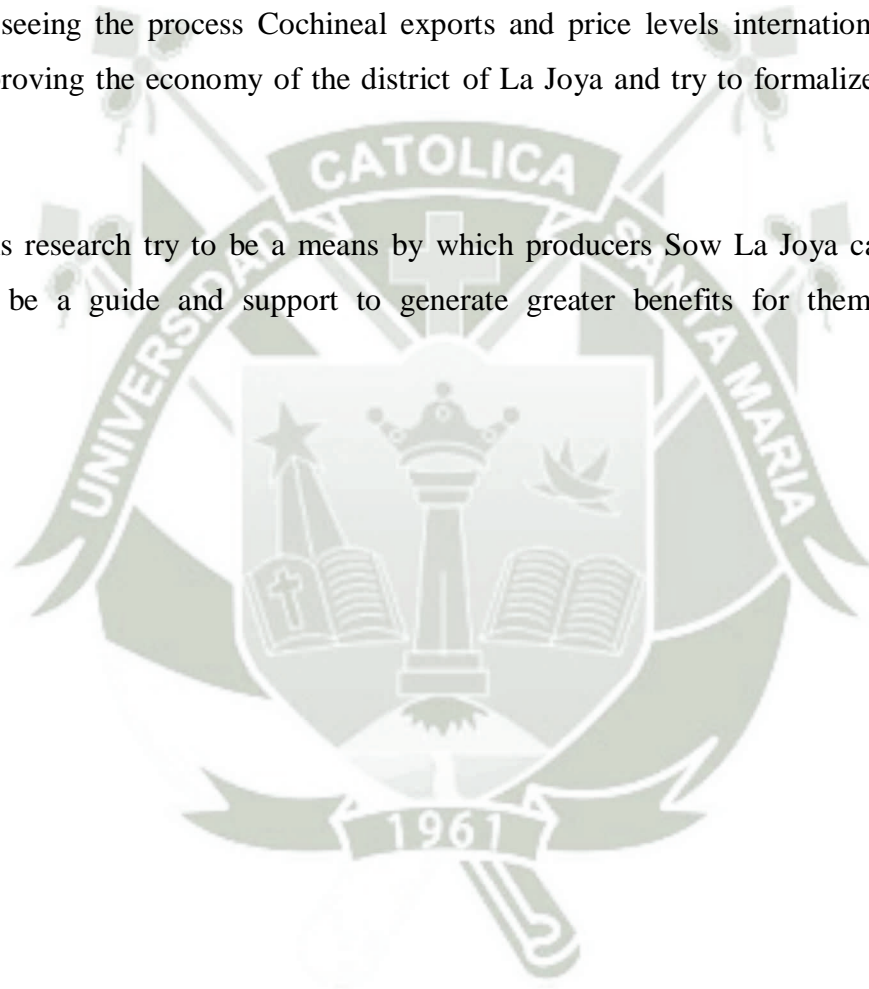 seeing the process Cochineal exports and price levels internation
roving the economy of the district of La Joya and try to formalize
s research try to be a means by which producers Sow La Joya ca
be a guide and support to generate greater benefits for them
UNIVERSIDAD CATOLICA SANTA MARIA
1961